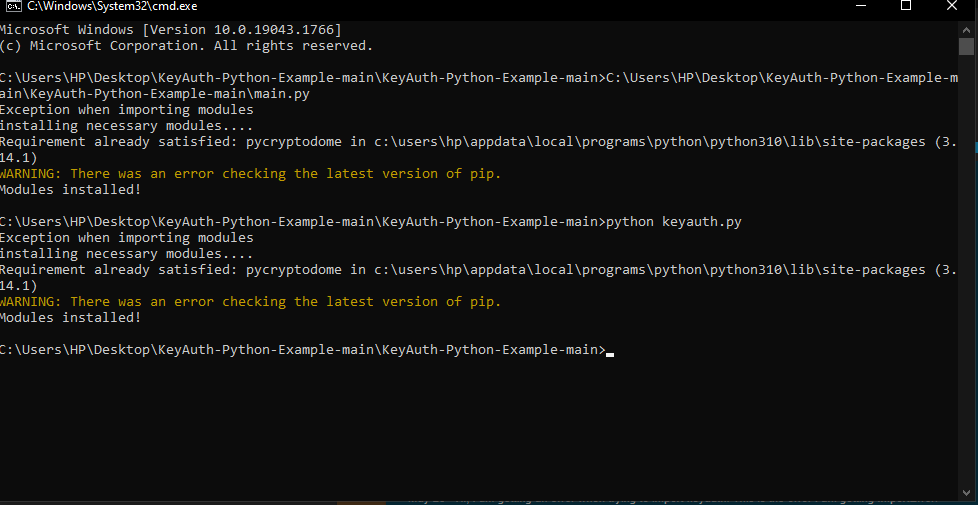 C:\Windows\System32\cmd.exe
Microsoft Windows [Version 10.0.19043.1766]
(c) Microsoft Corporation. All rights reserved.
C:\Users\HP\Desktop\KeyAuth-Python-Example-main\KeyAuth-Python-Example-main>C:\Users\HP\Desktop\KeyAuth-Python-Example-m
ain\KeyAuth-Python-Example-main\main.py
Exception when importing modules
installing necessary modules....
Requirement already satisfied: pycryptodome in c:\users\hp\appdata\local\programs\python\python310\lib\site-packages (3.
14.1)
WARNING: There was an error checking the latest version of pip.
Modules installed!
C:\Users\HP\Desktop\KeyAuth-Python-Example-main\KeyAuth-Python-Example-main>python keyauth.py
Exception when importing modules
installing necessary modules....
Requirement already satisfied: pycryptodome in c:\users\hp\appdata\local\programs\python\python310\lib\site-packages (3.
14.1)
WARNING: There was an error checking the latest version of pip.
Modules installed!
C:\Users\HP\Desktop\KeyAuth-Python-Example-main\KeyAuth-Python-Example-main>